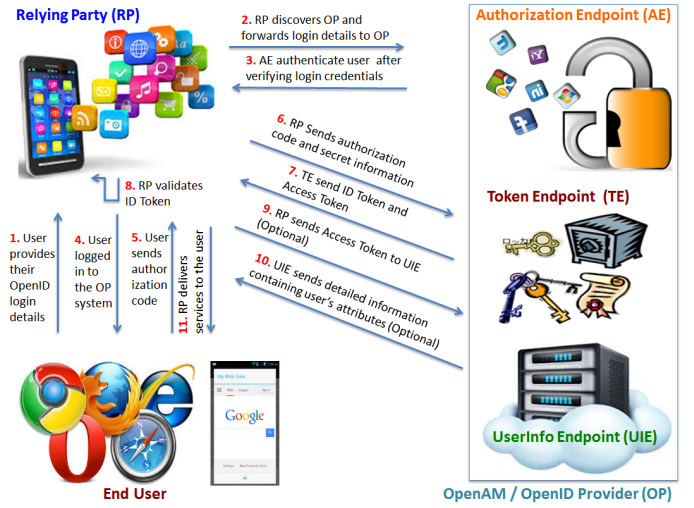 Relying Party (RP)
2. RP discovers OP and
forwards login details to OP
3. AE authenticate user after
verifying login credentials
Authorization Endpoint (AE)
6. RP Sends authorization
code and secret information
7. TE send ID Token and
Access Token
8. RP validates
ID Token
9. RP sends Access Token to UIE
(Optional)
10. UIE sends detailed information
containing user's attributes (Optional)
Token Endpoint (TE)
1. User
provides
their
OpenID
login
details
4. User
logged
in to
the OP
system
5. User
sends
author
ization
code
11. RP delivers
services to the user
My Web View
Google
UserInfo Endpoint (UIE)
End User
OpenAM / OpenID Provider (OP)